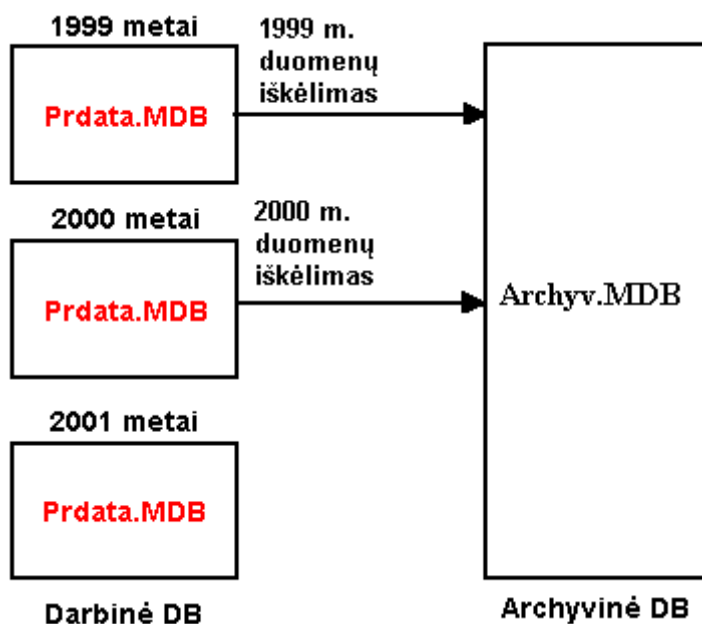 1999 metai
Prdata.MDB
1999 m.
duomenų
iškėlimas
2000 metai
Prdata.MDB
2000 m.
duomenų
iškėlimas
Archyv.MDB
2001 metai
Prdata.MDB
Darbinė DB
Archyvinė DB